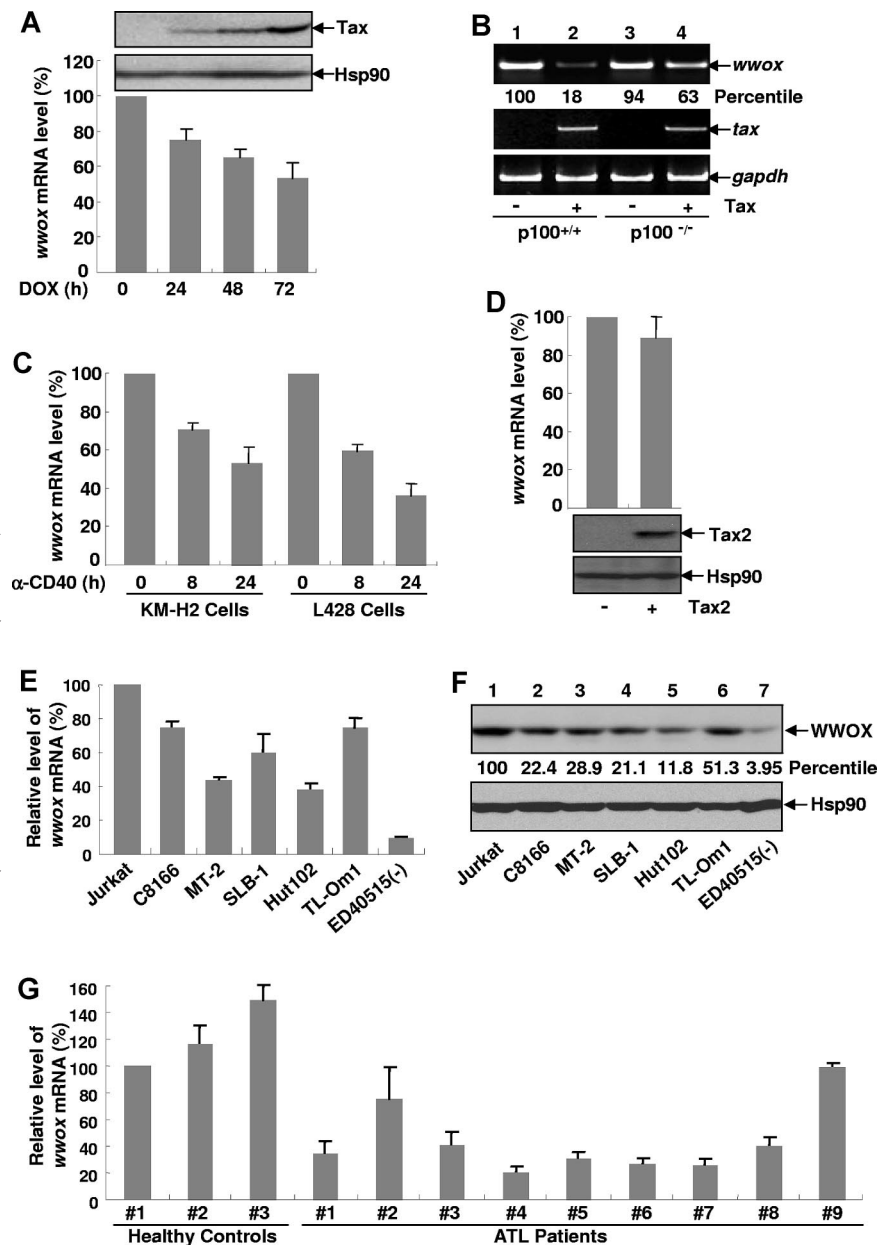 A
Tax
Hsp90
wwox mRNA level (%)
120
100
80
60
40
20
0
DOX (h) 0 24 48 72
B
1 2 3 4
wwox
100 18 94 63 Percentile
tax
gapdh
- + - + Tax
p100+/+ p100 -/-
C
wwox mRNA level (%)
100
80
60
40
20
0
α-CD40 (h) 0 8 24 0 8 24
KM-H2 Cells L428 Cells
D
wwox mRNA level (%)
100
80
60
40
20
0
Tax2
Hsp90
- + Tax2
E
Relative level of
wwox mRNA (%)
100
80
60
40
20
0
Jurkat C8166 MT-2 SLB-1 Hut102 TL-Om1 ED40515(-)
F
1 2 3 4 5 6 7
WWOX
100 22.4 28.9 21.1 11.8 51.3 3.95 Percentile
Hsp90
Jurkat C8166 MT-2 SLB-1 Hut102 TL-Om1 ED40515(-)
G
Relative level of
wwox mRNA (%)
160
140
120
100
80
60
40
20
0
#1 #2 #3 #1 #2 #3 #4 #5 #6 #7 #8 #9
Healthy Controls ATL Patients